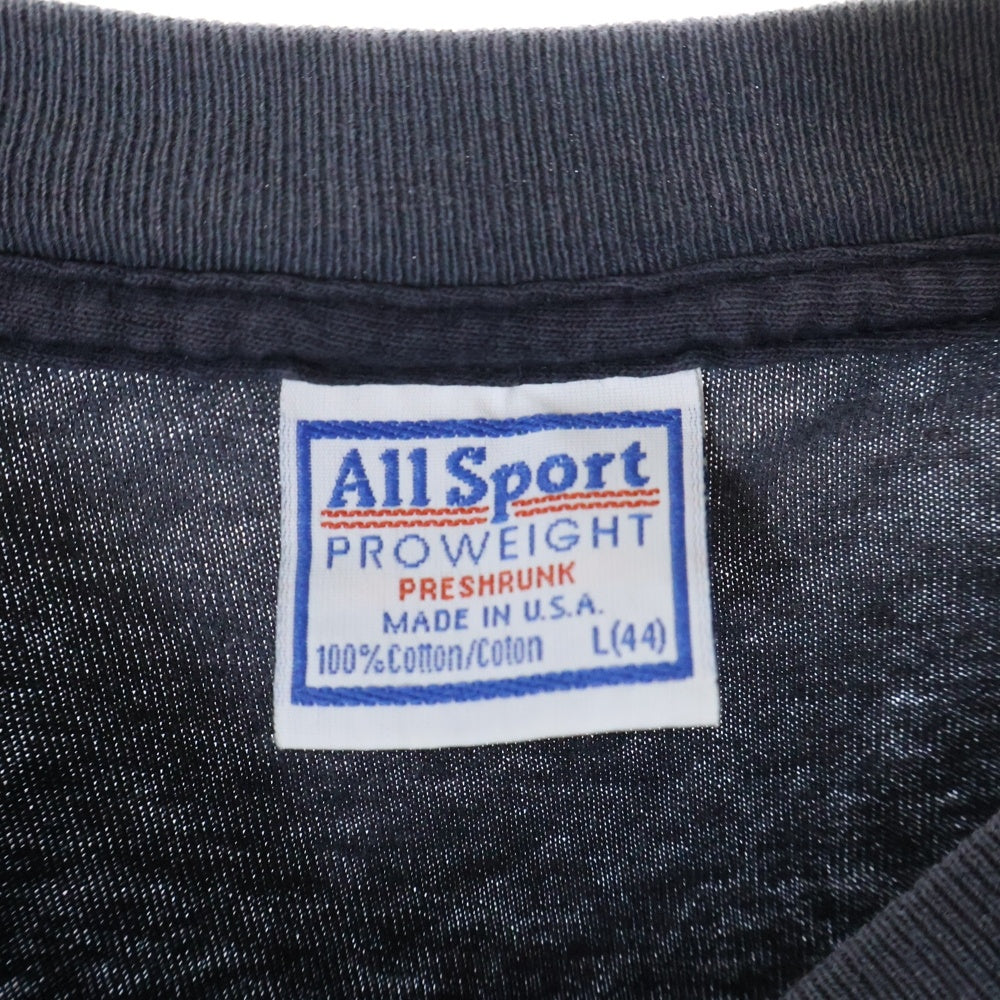 All Sport
PROWEIGHT
PRESHRUNK
MADE IN U.S.A.
100% Cotton/Coton L(44)